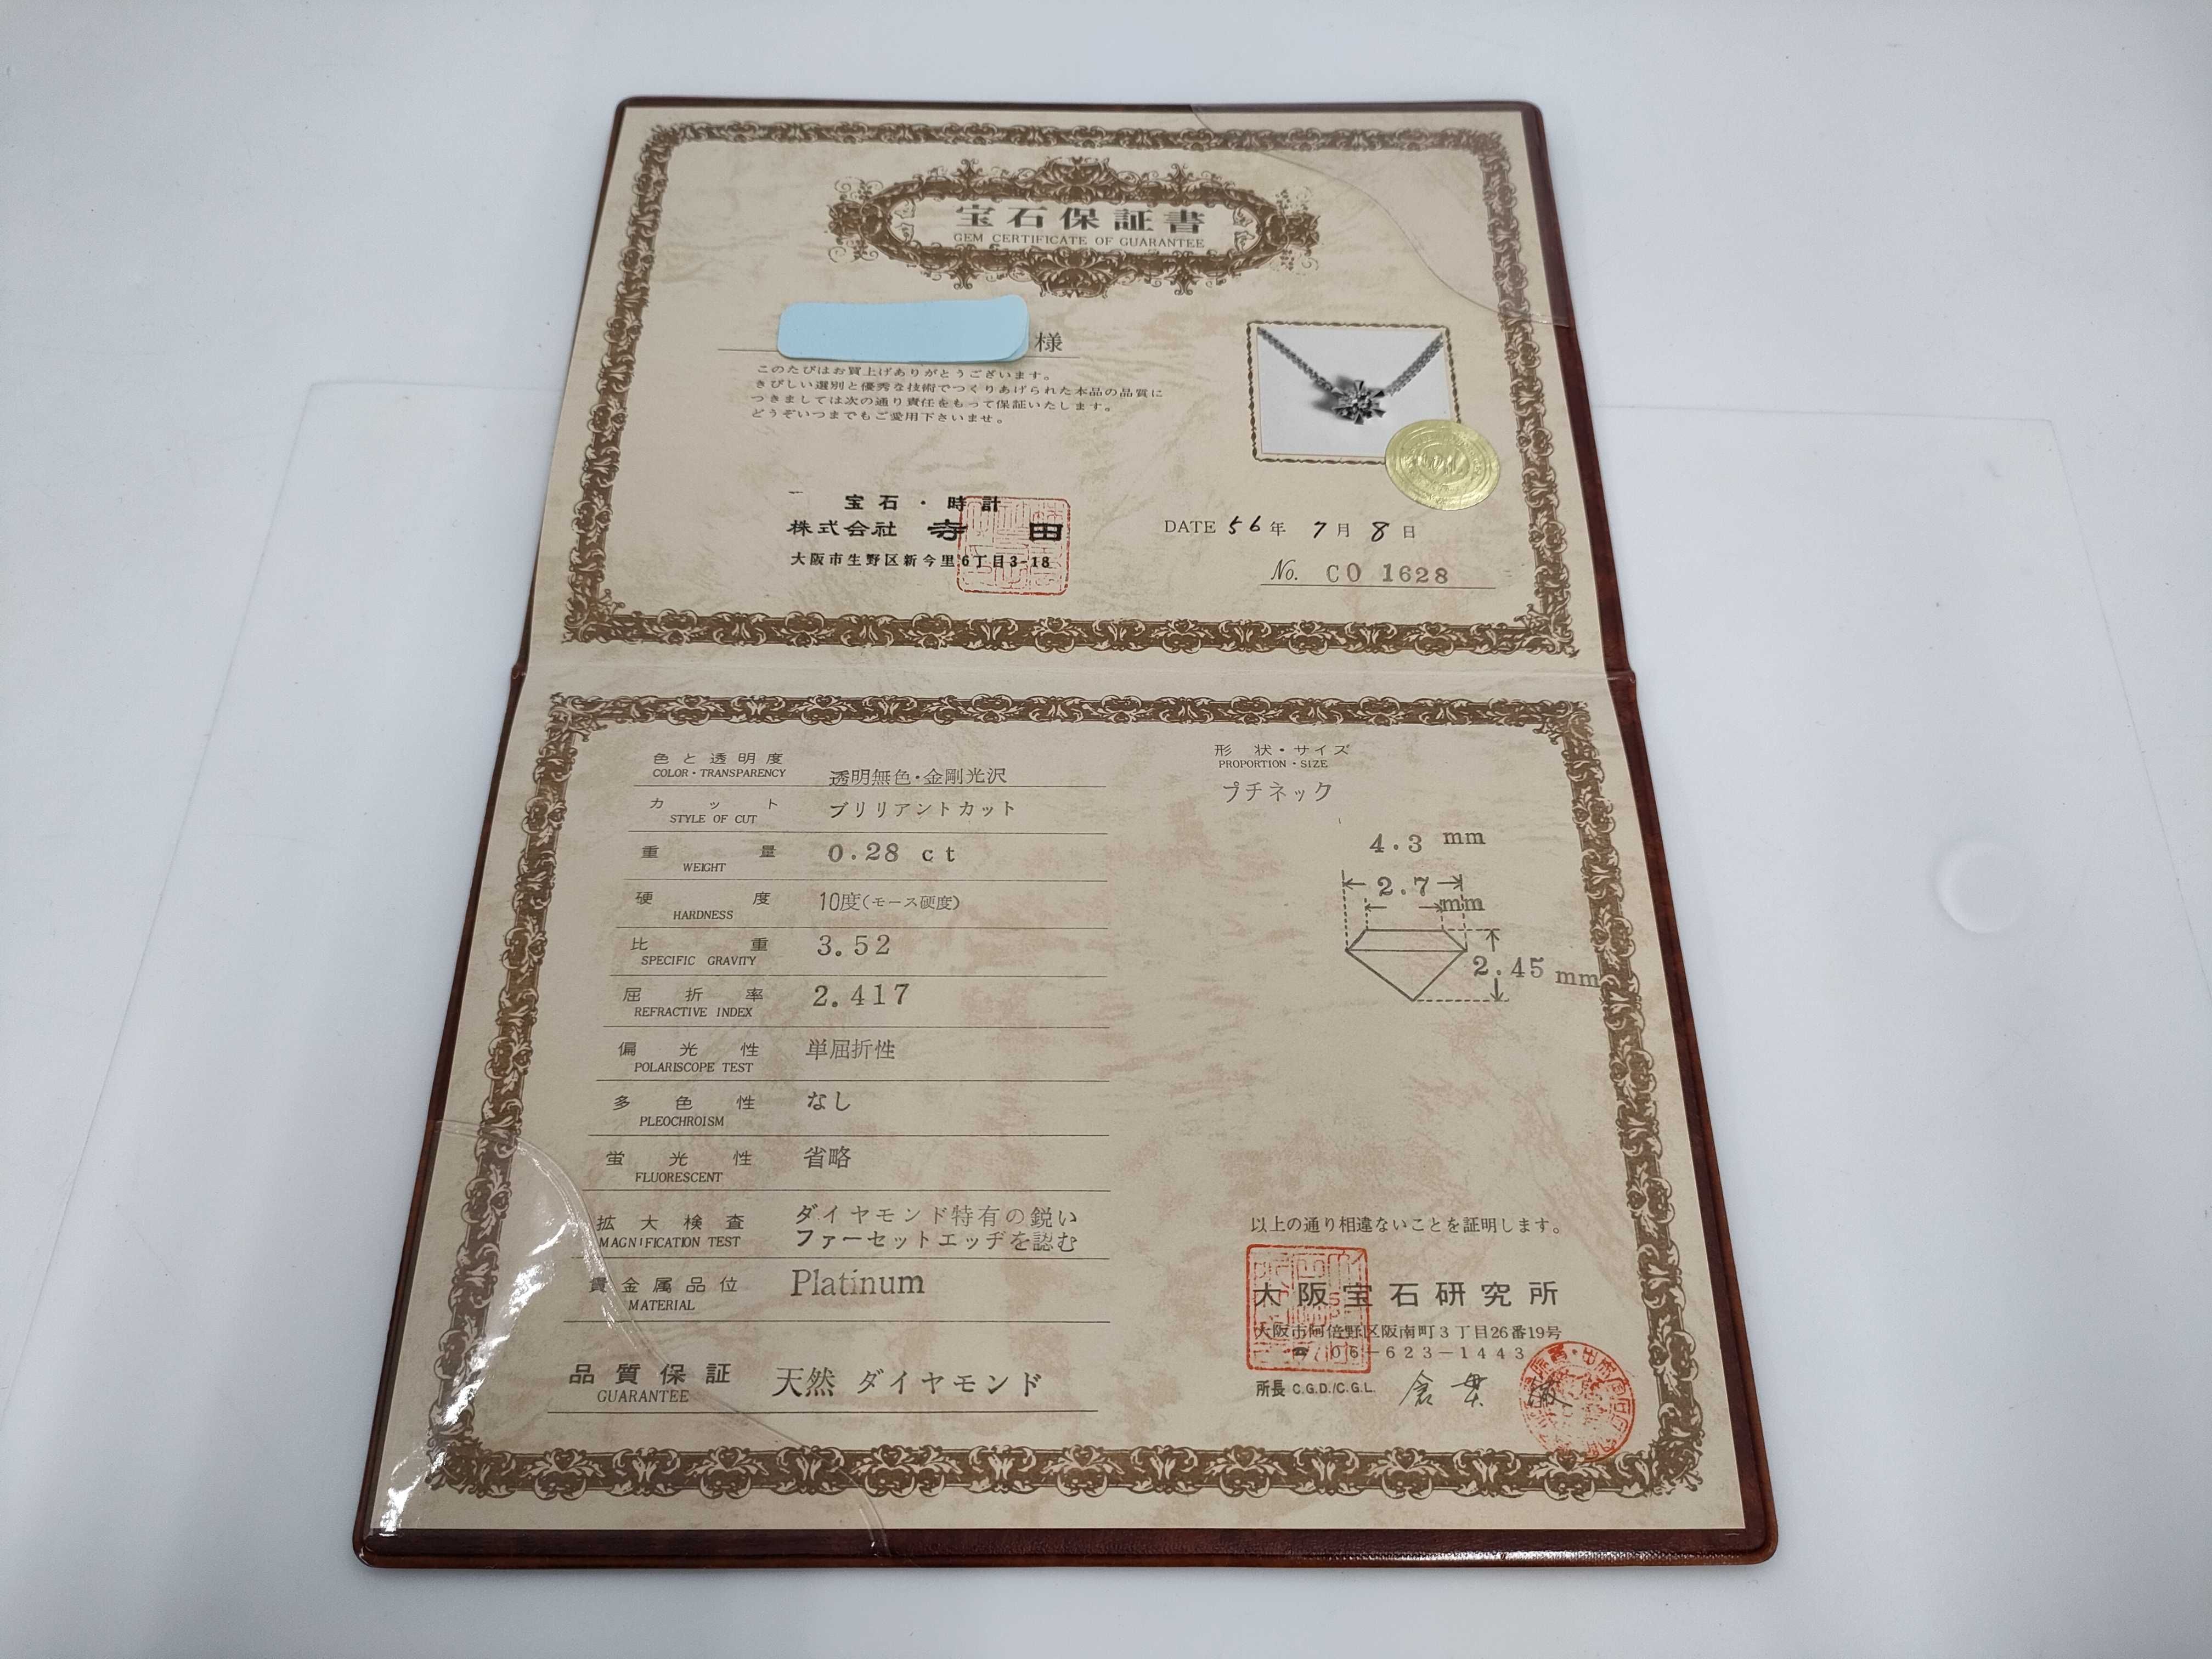 宝石保証書
GEM CERTIFICATE OF GUARANTEE
様
このたびはお買上げありがとうございます。
きびしい選別と優秀な技術でつくりあげられた本品の品質に
つきましては次の通り責任をもって保証いたします。
どうぞいつまでもご愛用下さいませ。
宝石・時計
株式会社 寺田
大阪市生野区新今里6丁目3-18
DATE 56年 7月 8日
No. CO 1628
色と透明度 透明無色・金剛光沢
COLOR・TRANSPARENCY
カット ブリリアントカット
STYLE OF CUT
重量 0.28 ct
WEIGHT
硬度 10度(モース硬度)
HARDNESS
比重 3.52
SPECIFIC GRAVITY
屈折率 2.417
REFRACTIVE INDEX
偏光性 単屈折性
POLARISCOPE TEST
多色性 なし
PLEOCHROISM
蛍光性 省略
FLUORESCENT
拡大検査 ダイヤモンド特有の鋭い
MAGNIFICATION TEST ファーセットエッヂを認む
貴金属品位 Platinum
MATERIAL
品質保証 天然 ダイヤモンド
GUARANTEE
形状・サイズ
PROPORTION・SIZE
プチネック
4.3 mm
2.7
mm
2.45 mm
以上の通り相違ないことを証明します。
大阪宝石研究所
大阪市阿倍野区阪南町3丁目26番19号
☎ 06-623-1443
所長 C.G.D./C.G.L.